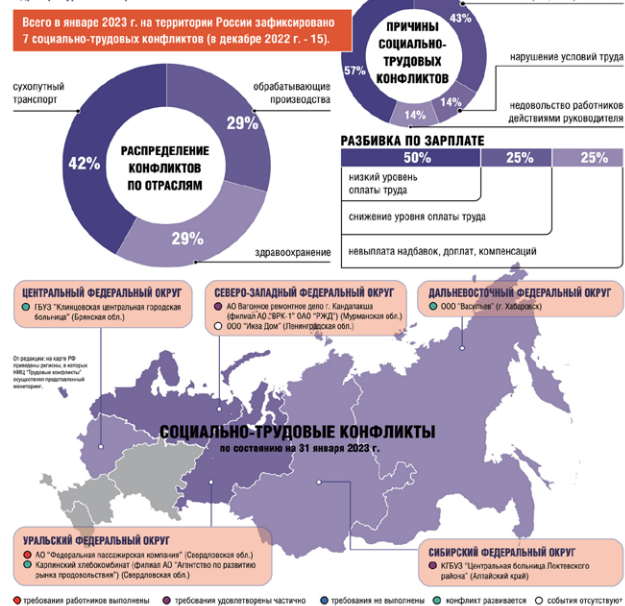 Всего в январе 2023 г. на территории России зафиксировано
7 социально-трудовых конфликтов (в декабре 2022 г. - 15).
43%
ПРИЧИНЫ
СОЦИАЛЬНО-
ТРУДОВЫХ
КОНФЛИКТОВ
57%
14%
14%
нарушение условий труда
недовольство работников
действиями руководителя
сухопутный
транспорт
обрабатывающие
производства
29%
42%
РАСПРЕДЕЛЕНИЕ
КОНФЛИКТОВ
ПО ОТРАСЛЯМ
29%
здравоохранение
РАЗБИВКА ПО ЗАРПЛАТЕ
50% 25% 25%
низкий уровень
оплаты труда
снижение уровня оплаты труда
невыплата надбавок, доплат, компенсаций
ЦЕНТРАЛЬНЫЙ ФЕДЕРАЛЬНЫЙ ОКРУГ
ГБУЗ "Клинцовская центральная городская
больница" (Брянская обл.)
СЕВЕРО-ЗАПАДНЫЙ ФЕДЕРАЛЬНЫЙ ОКРУГ
АО Вагонное ремонтное депо г. Кандалакша
(филиал АО "ВРК-1" ОАО "РЖД") (Мурманская обл.)
ООО "Икеа Дом" (Ленинградская обл.)
ДАЛЬНЕВОСТОЧНЫЙ ФЕДЕРАЛЬНЫЙ ОКРУГ
ООО "Васильев" (г. Хабаровск)
От редакции: на карте РФ
приведены регионы, в которых
НМЦ "Трудовые конфликты"
осуществлял представленный
мониторинг.
СОЦИАЛЬНО-ТРУДОВЫЕ КОНФЛИКТЫ
по состоянию на 31 января 2023 г.
УРАЛЬСКИЙ ФЕДЕРАЛЬНЫЙ ОКРУГ
АО "Федеральная пассажирская компания" (Свердловская обл.)
Карпинский хлебокомбинат (филиал АО "Агентство по развитию
рынка продовольствия") (Свердловская обл.)
СИБИРСКИЙ ФЕДЕРАЛЬНЫЙ ОКРУГ
КГБУЗ "Центральная больница Локтевского
района" (Алтайский край)
требования работников выполнены требования удовлетворены частично требования не выполнены конфликт развивается события отсутствуют